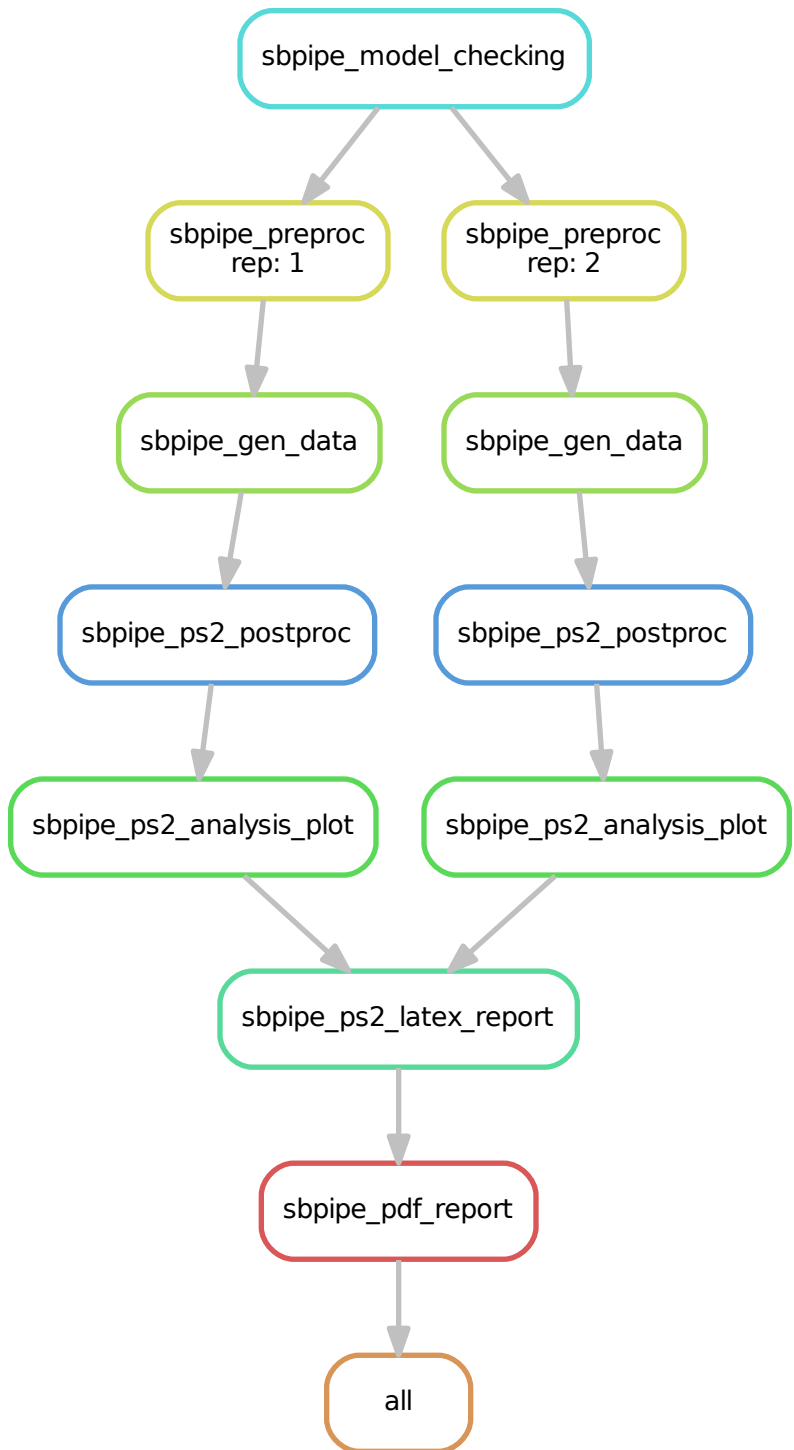 sbpipe_model_checking
sbpipe_preproc
rep: 1
sbpipe_preproc
rep: 2
sbpipe_gen_data
sbpipe_gen_data
sbpipe_ps2_postproc
sbpipe_ps2_postproc
sbpipe_ps2_analysis_plot
sbpipe_ps2_analysis_plot
sbpipe_ps2_latex_report
sbpipe_pdf_report
all